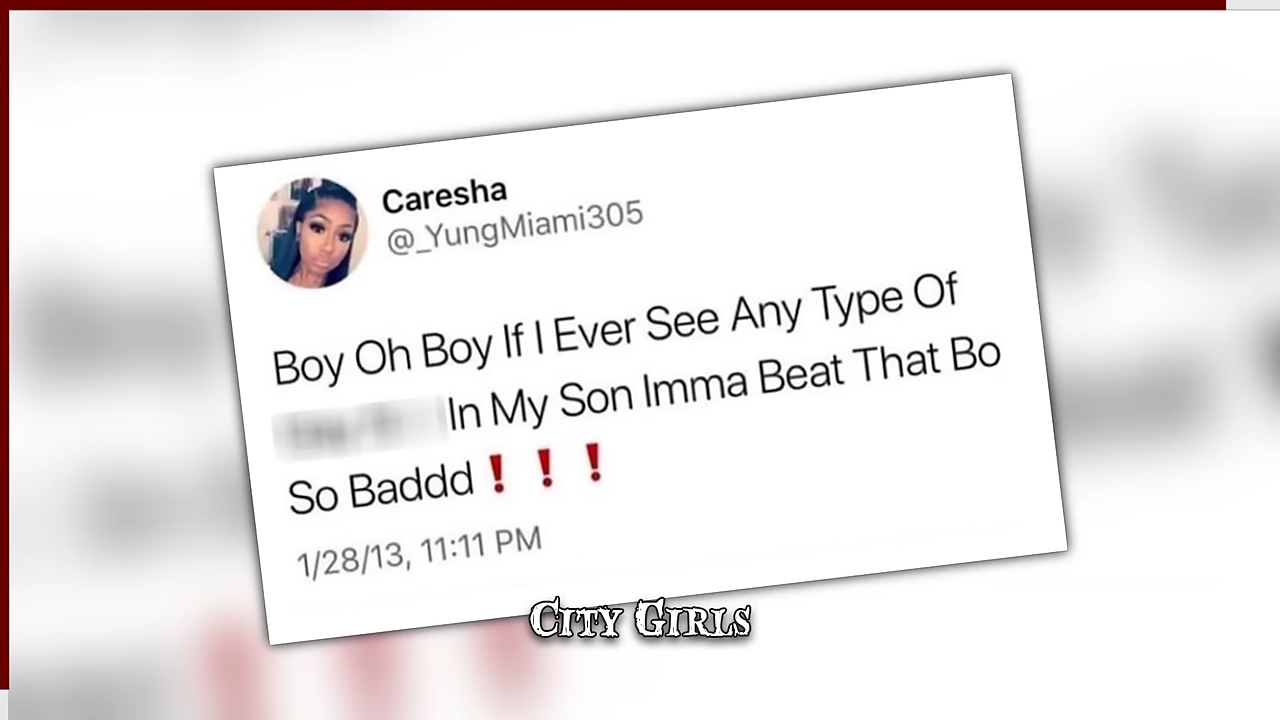 Caresha
@_YungMiami305
Boy Oh Boy If I Ever See Any Type Of
In My Son Imma Beat That Bo
So Baddd❗❗❗
1/28/13, 11:11 PM
City Girls